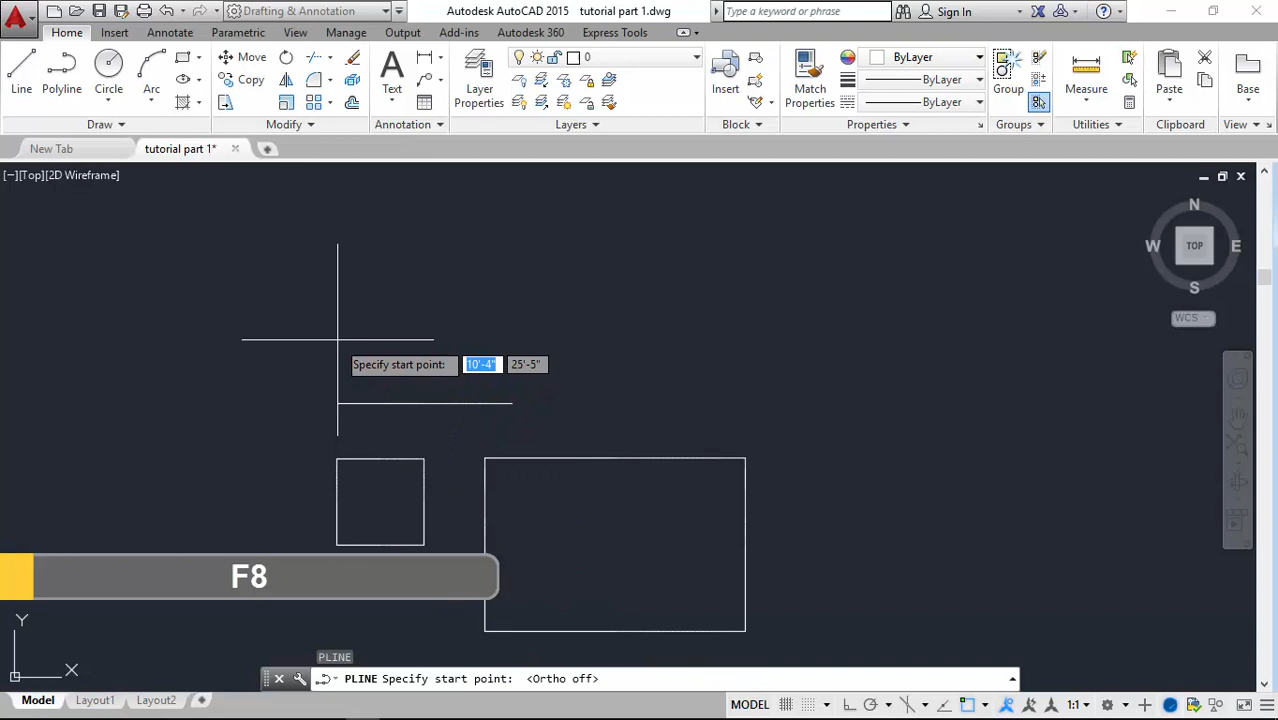 Drafting & Annotation
Autodesk AutoCAD 2015 tutorial part 1.dwg
Type a keyword or phrase
Sign In
Home Insert Annotate Parametric View Manage Output Add-ins Autodesk 360 Express Tools
Line
Polyline
Circle
Arc
Move
Copy
Text
Layer
Properties
0
Insert
Match
Properties
ByLayer
ByLayer
ByLayer
Group
Measure
Paste
Base
Draw
Modify
Annotation
Layers
Block
Properties
Groups
Utilities
Clipboard
View
New Tab
tutorial part 1*
[−][Top][2D Wireframe]
N
W
TOP
E
S
WCS
Specify start point: 10'-4" 25'-5"
F8
Y
X
PLINE
PLINE Specify start point: <Ortho off>
Model Layout1 Layout2
MODEL
1:1